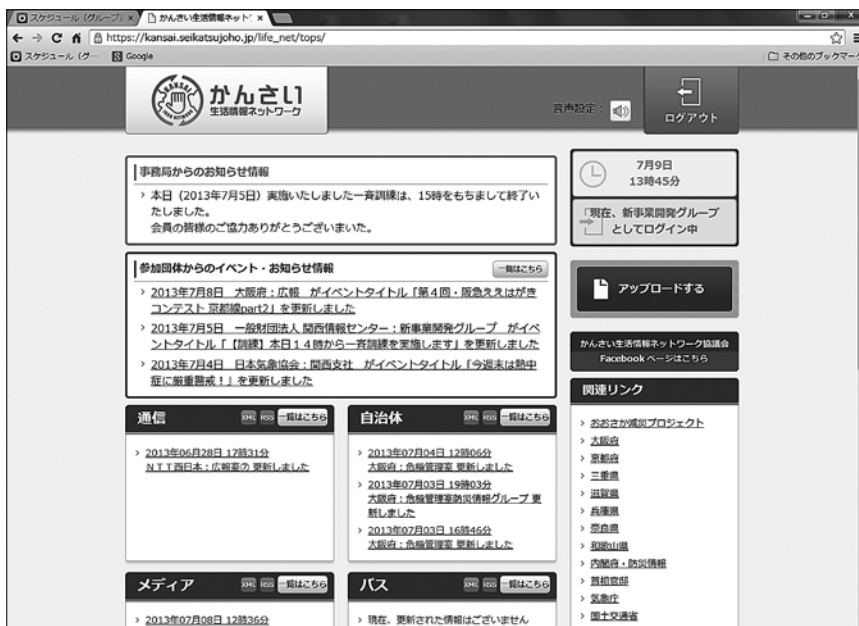 スケジュール（グループ）
かんさい生活情報ネット
https://kansai.seikatsujoho.jp/life_net/tops/
スケジュール（グ…
Google
その他のブックマーク
KANSAI
かんさい
生活情報ネットワーク
音声設定：
ログアウト
事務局からのお知らせ情報
本日（2013年7月5日）実施いたしました一斉訓練は、15時をもちまして終了い
たしました。
会員の皆様のご協力ありがとうございまいた。
7月9日
13時45分
「現在、新事業開発グループ
としてログイン中
参加団体からのイベント・お知らせ情報
一覧はこちら
2013年7月8日 大阪府：広報 がイベントタイトル「第４回・阪急ええはがき
コンテスト 京都線part2」を更新しました
2013年7月5日 一般財団法人 関西情報センター：新事業開発グループ がイベ
ントタイトル「【訓練】本日１４時から一斉訓練を実施します」を更新しました
2013年7月4日 日本気象協会：関西支社 がイベントタイトル「今週末は熱中
症に厳重警戒！」を更新しました
アップロードする
かんさい生活情報ネットワーク協議会
Facebook ページはこちら
通信
XML RSS 一覧はこちら
2013年06月28日 17時31分
ＮＴＴ西日本：広報室の 更新しました
自治体
XML RSS 一覧はこちら
2013年07月04日 12時06分
大阪府：危機管理室 更新しました
2013年07月03日 19時03分
大阪府：危機管理室防災情報グループ 更
新しました
2013年07月03日 16時46分
大阪府：危機管理室 更新しました
関連リンク
おおさか減災プロジェクト
大阪府
京都府
三重県
滋賀県
兵庫県
奈良県
和歌山県
内閣府・防災情報
首相官邸
気象庁
国土交通省
メディア
XML RSS 一覧はこちら
2013年07月08日 12時36分
バス
XML RSS 一覧はこちら
現在、更新された情報はございません